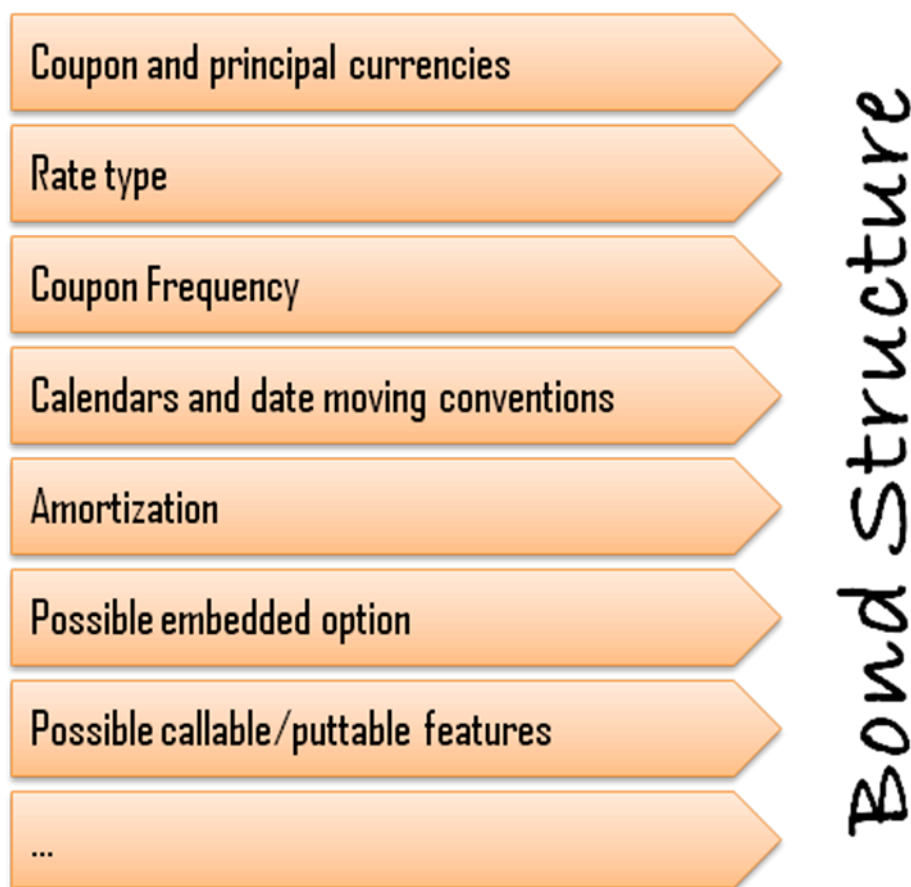 Coupon and principal currencies
Rate type
Coupon Frequency
Calendars and date moving conventions
Amortization
Possible embedded option
Possible callable/puttable features
...
Bond Structure